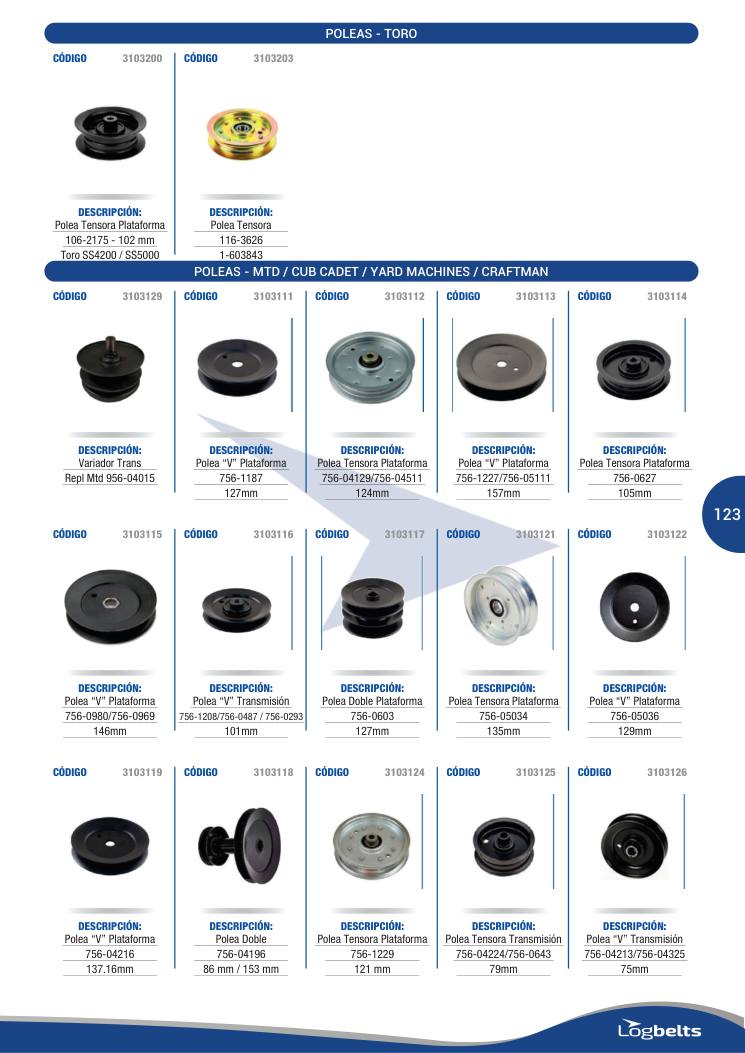 POLEAS - TORO
CÓDIGO 3103200
DESCRIPCIÓN:
Polea Tensora Plataforma
106-2175 - 102 mm
Toro SS4200 / SS5000
CÓDIGO 3103203
DESCRIPCIÓN:
Polea Tensora
116-3626
1-603843
POLEAS - MTD / CUB CADET / YARD MACHINES / CRAFTMAN
CÓDIGO 3103129
DESCRIPCIÓN:
Variador Trans
Repl Mtd 956-04015
CÓDIGO 3103111
DESCRIPCIÓN:
Polea “V” Plataforma
756-1187
127mm
CÓDIGO 3103112
DESCRIPCIÓN:
Polea Tensora Plataforma
756-04129/756-04511
124mm
CÓDIGO 3103113
DESCRIPCIÓN:
Polea “V” Plataforma
756-1227/756-05111
157mm
CÓDIGO 3103114
DESCRIPCIÓN:
Polea Tensora Plataforma
756-0627
105mm
123
CÓDIGO 3103115
DESCRIPCIÓN:
Polea “V” Plataforma
756-0980/756-0969
146mm
CÓDIGO 3103116
DESCRIPCIÓN:
Polea “V” Transmisión
756-1208/756-0487 / 756-0293
101mm
CÓDIGO 3103117
DESCRIPCIÓN:
Polea Doble Plataforma
756-0603
127mm
CÓDIGO 3103121
DESCRIPCIÓN:
Polea Tensora Plataforma
756-05034
135mm
CÓDIGO 3103122
DESCRIPCIÓN:
Polea “V” Plataforma
756-05036
129mm
CÓDIGO 3103119
DESCRIPCIÓN:
Polea “V” Plataforma
756-04216
137.16mm
CÓDIGO 3103118
DESCRIPCIÓN:
Polea Doble
756-04196
86 mm / 153 mm
CÓDIGO 3103124
DESCRIPCIÓN:
Polea Tensora Plataforma
756-1229
121 mm
CÓDIGO 3103125
DESCRIPCIÓN:
Polea Tensora Transmisión
756-04224/756-0643
79mm
CÓDIGO 3103126
DESCRIPCIÓN:
Polea “V” Transmisión
756-04213/756-04325
75mm
Logbelts